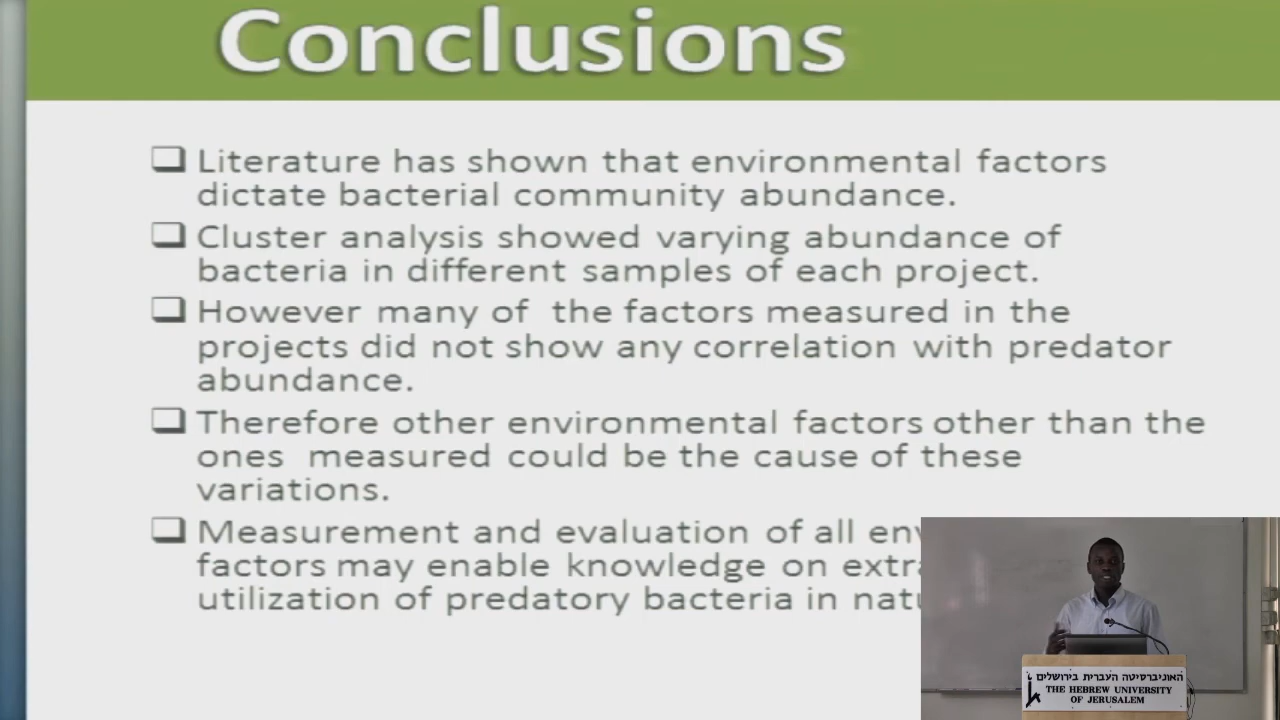 Conclusions
Literature has shown that environmental factors
dictate bacterial community abundance.
Cluster analysis showed varying abundance of
bacteria in different samples of each project.
However many of the factors measured in the
projects did not show any correlation with predator
abundance.
Therefore other environmental factors other than the
ones measured could be the cause of these
variations.
Measurement and evaluation of all
factors may enable knowledge on
utilization of predatory bacteria in
האוניברסיטה העברית בירושלים
THE HEBREW UNIVERSITY
OF JERUSALEM